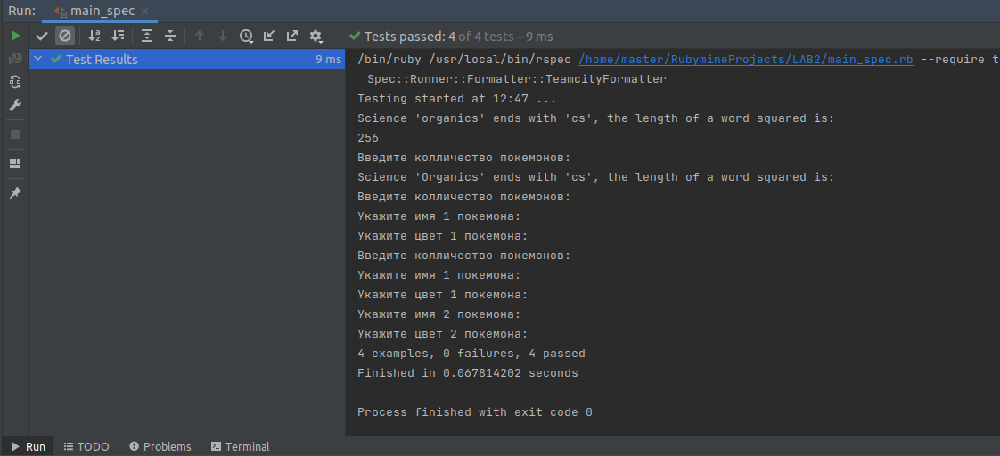 Run: main_spec
Tests passed: 4 of 4 tests – 9 ms
Test Results 9 ms
/bin/ruby /usr/local/bin/rspec /home/master/RubymineProjects/LAB2/main_spec.rb --require t
Spec::Runner::Formatter::TeamcityFormatter
Testing started at 12:47 ...
Science 'organics' ends with 'cs', the length of a word squared is:
256
Введите колличество покемонов:
Science 'Organics' ends with 'cs', the length of a word squared is:
Введите колличество покемонов:
Укажите имя 1 покемона:
Укажите цвет 1 покемона:
Введите колличество покемонов:
Укажите имя 1 покемона:
Укажите цвет 1 покемона:
Укажите имя 2 покемона:
Укажите цвет 2 покемона:
4 examples, 0 failures, 4 passed
Finished in 0.067814202 seconds
Process finished with exit code 0
Run TODO Problems Terminal